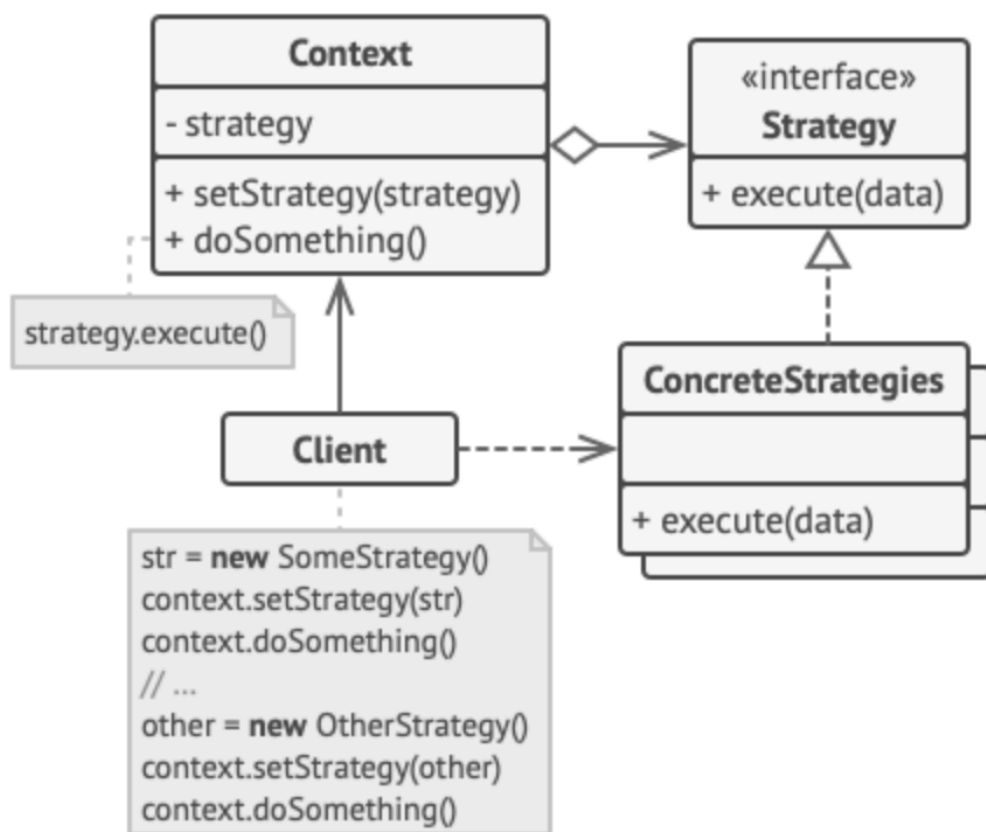 Context
- strategy
+ setStrategy(strategy)
+ doSomething()
«interface»
Strategy
+ execute(data)
strategy.execute()
Client
ConcreteStrategies
+ execute(data)
str = new SomeStrategy()
context.setStrategy(str)
context.doSomething()
// ...
other = new OtherStrategy()
context.setStrategy(other)
context.doSomething()